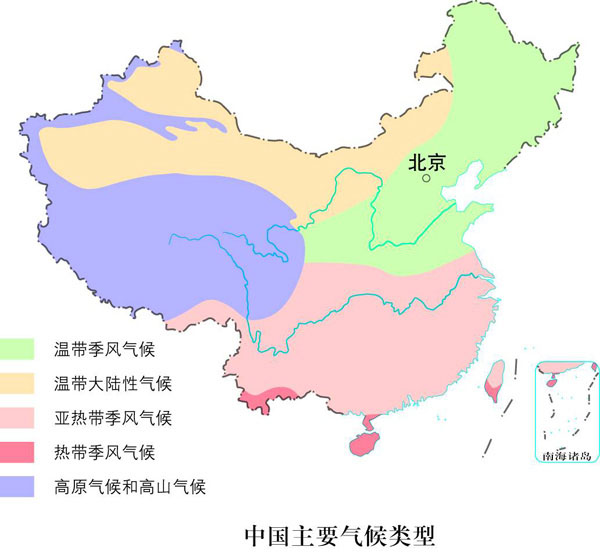 北京
温带季风气候
温带大陆性气候
亚热带季风气候
热带季风气候
高原气候和高山气候
南海诸岛
中国主要气候类型